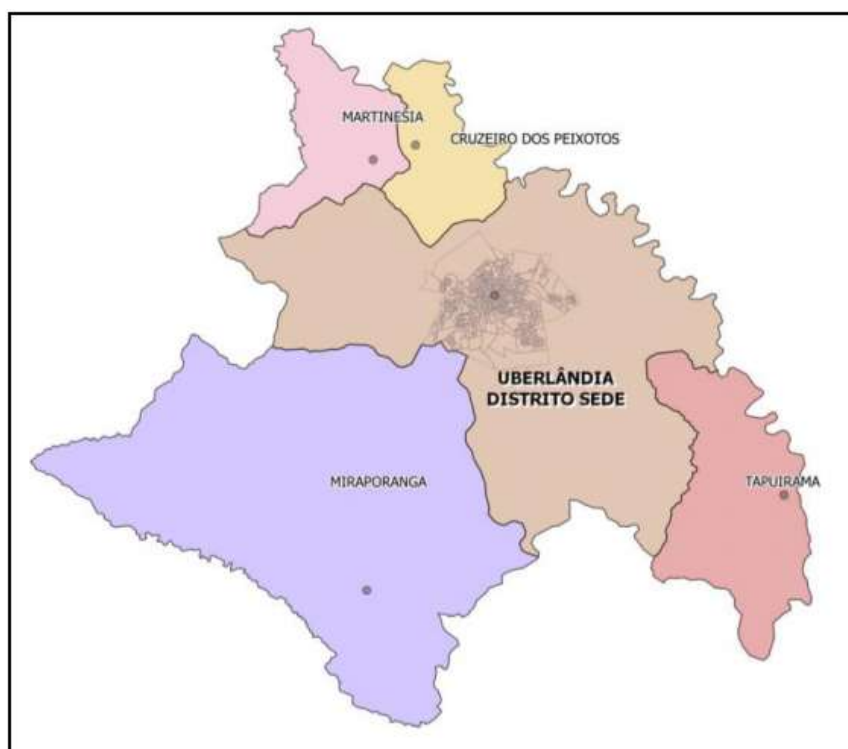 MARTINESIA
CRUZEIRO DOS PEIXOTOS
UBERLÂNDIA
DISTRITO SEDE
MIRAPORANGA
TAPUIRAMA